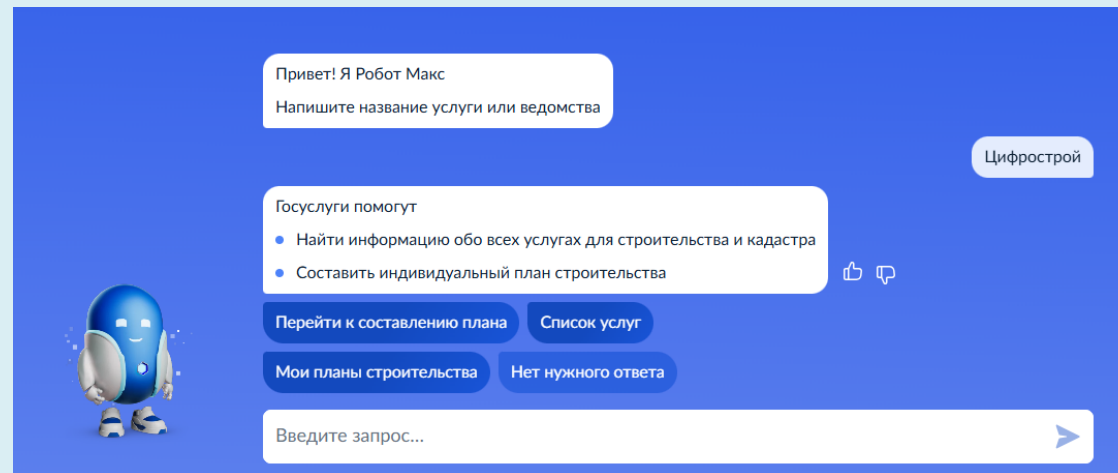 Привет! Я Робот Макс
Напишите название услуги или ведомства
Цифрострой
Госуслуги помогут
Найти информацию обо всех услугах для строительства и кадастра
Составить индивидуальный план строительства
Перейти к составлению плана
Список услуг
Мои планы строительства
Нет нужного ответа
Введите запрос...